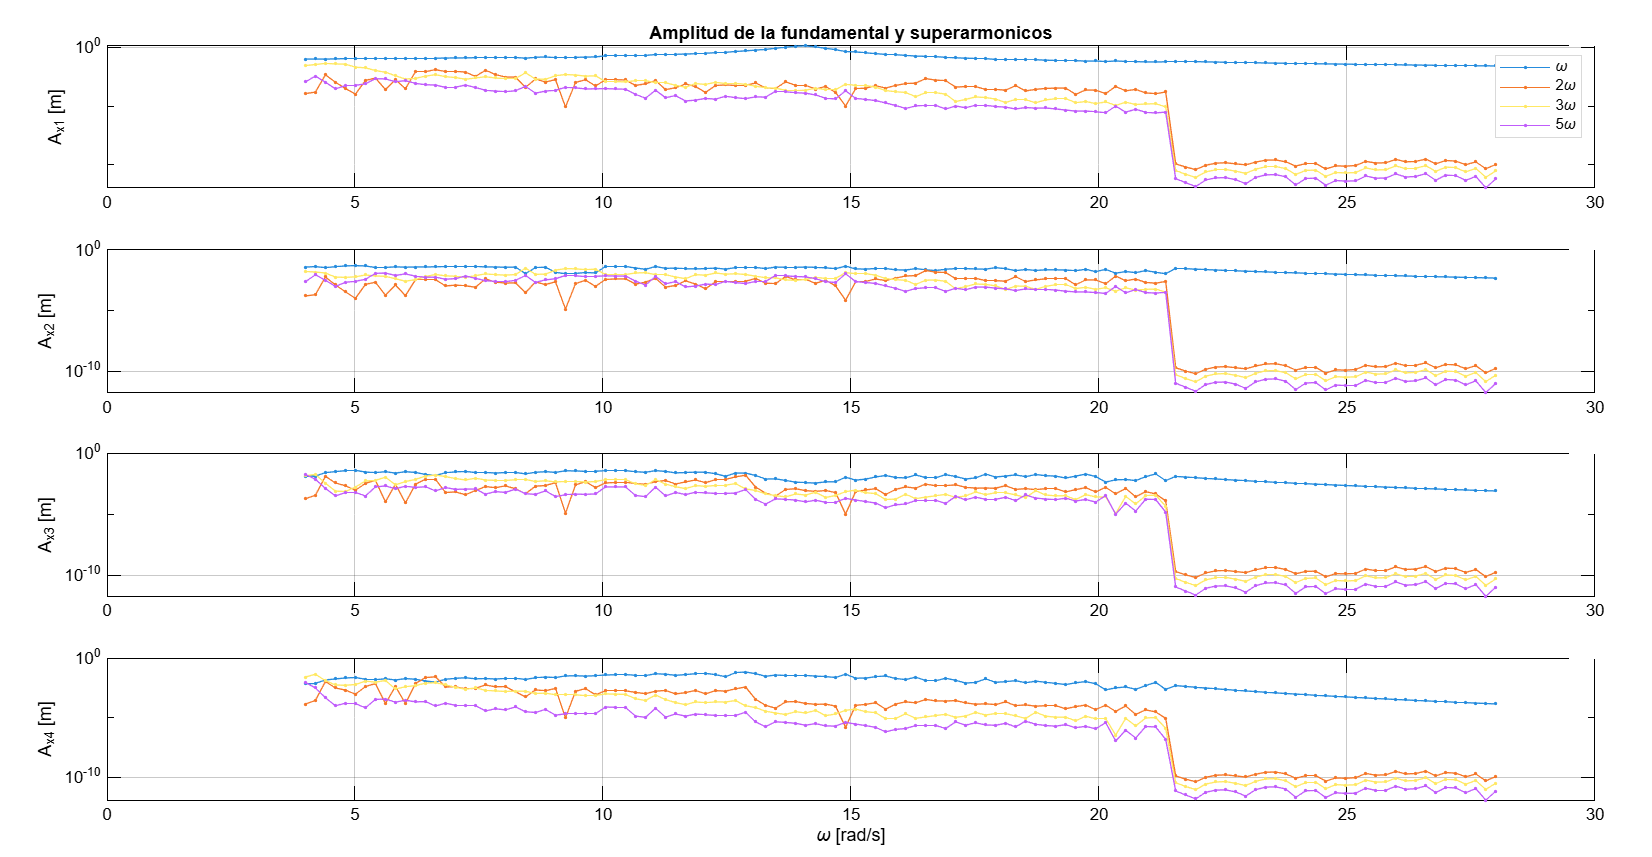 Amplitud de la fundamental y superarmonicos
10^0
A_x1 [m]
ω
2ω
3ω
5ω
0 5 10 15 20 25 30
10^0
A_x2 [m]
10^-10
0 5 10 15 20 25 30
10^0
A_x3 [m]
10^-10
0 5 10 15 20 25 30
10^0
A_x4 [m]
10^-10
0 5 10 15 20 25 30
ω [rad/s]